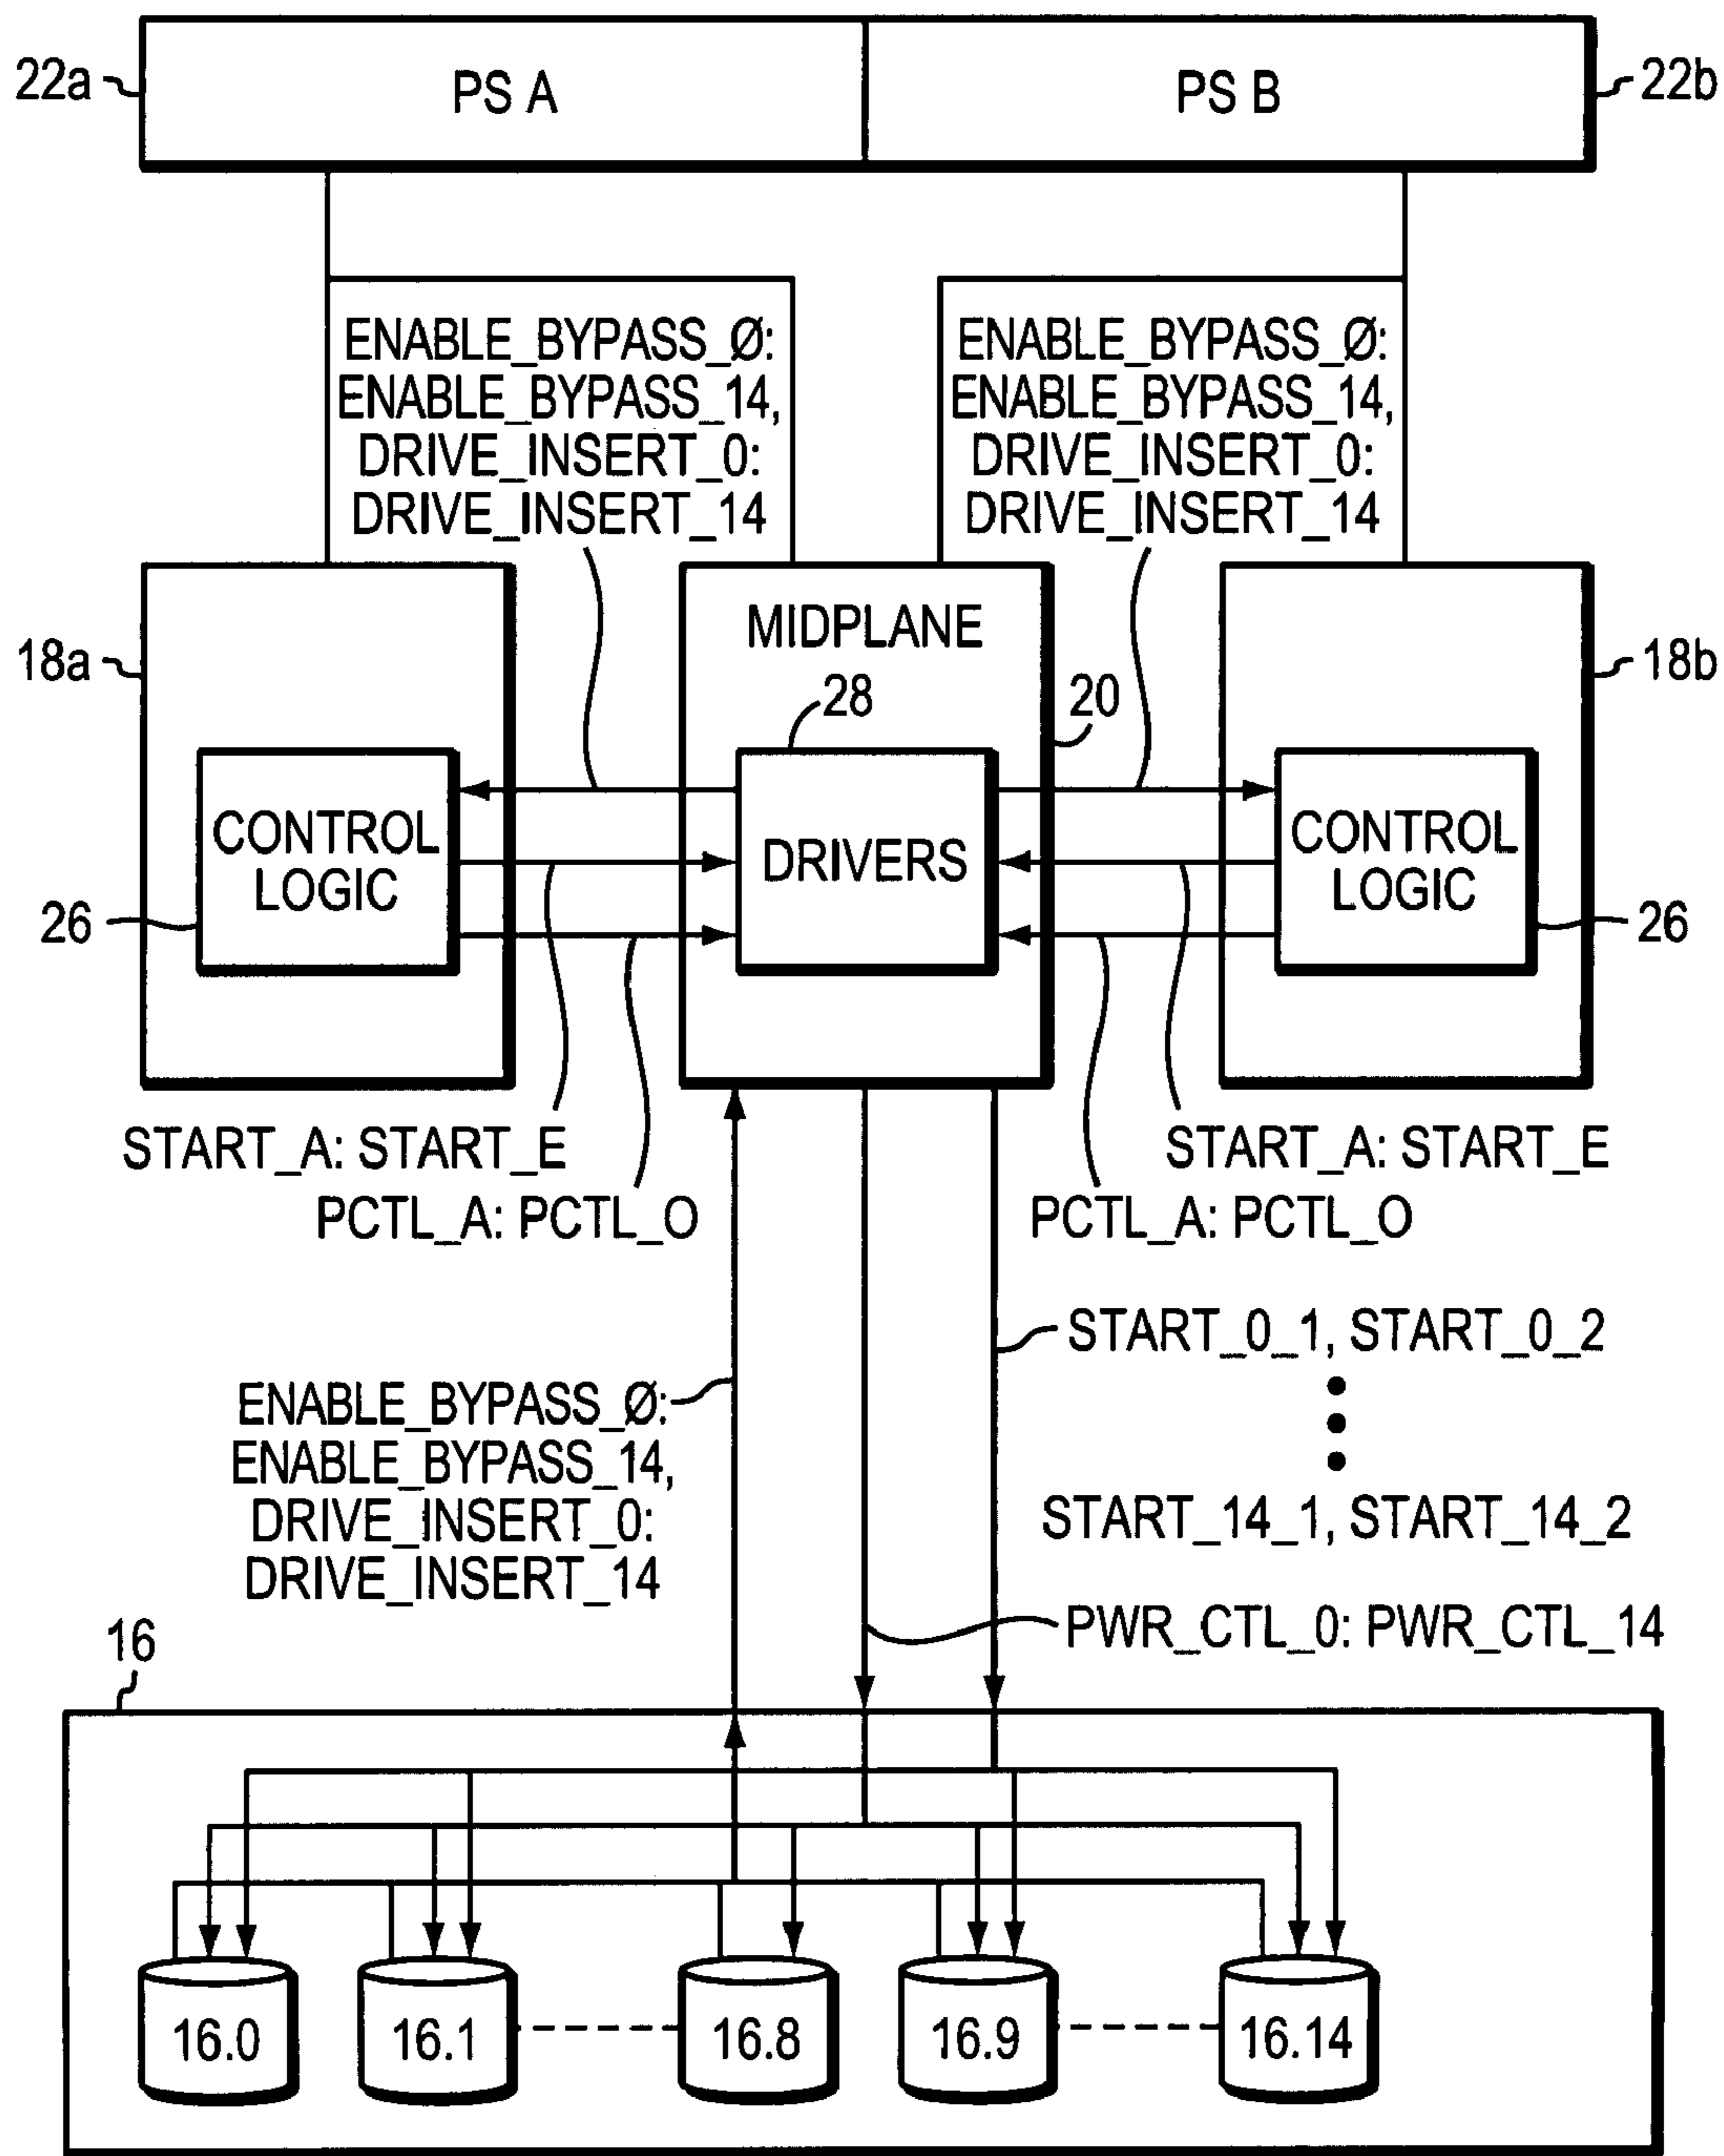 22a
PS A
PS B
22b
ENABLE_BYPASS_Ø:
ENABLE_BYPASS_14,
DRIVE_INSERT_0:
DRIVE_INSERT_14
ENABLE_BYPASS_Ø:
ENABLE_BYPASS_14,
DRIVE_INSERT_0:
DRIVE_INSERT_14
18a
MIDPLANE
18b
28
20
CONTROL
LOGIC
DRIVERS
CONTROL
LOGIC
26
26
START_A: START_E
PCTL_A: PCTL_O
START_A: START_E
PCTL_A: PCTL_O
START_0_1, START_0_2
START_14_1, START_14_2
ENABLE_BYPASS_Ø:
ENABLE_BYPASS_14,
DRIVE_INSERT_0:
DRIVE_INSERT_14
PWR_CTL_0: PWR_CTL_14
16
16.0
16.1
16.8
16.9
16.14